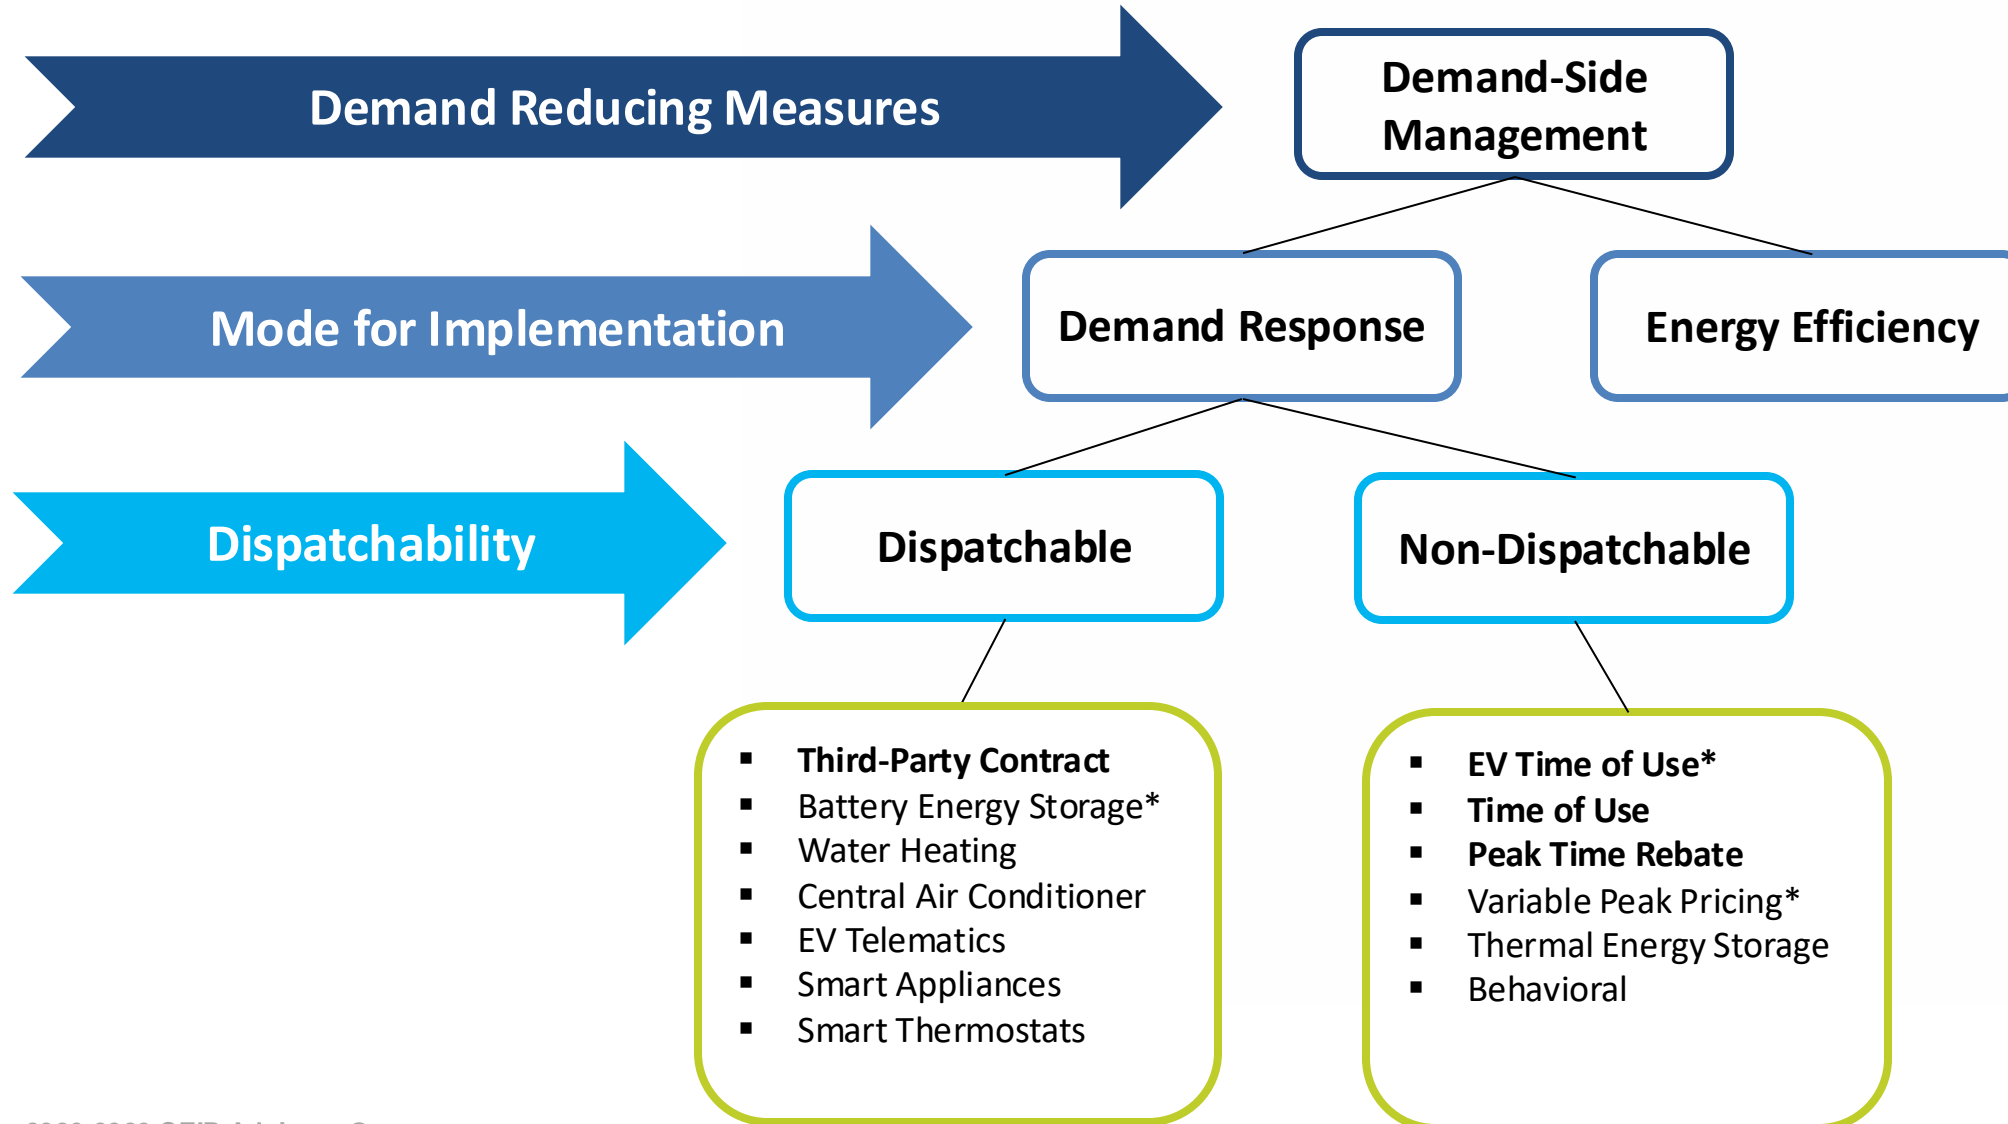 Demand Reducing Measures
Demand-Side
Management
Mode for Implementation
Demand Response
Energy Efficiency
Dispatchability
Dispatchable
Non-Dispatchable
▪ Third-Party Contract
▪ Battery Energy Storage*
▪ Water Heating
▪ Central Air Conditioner
▪ EV Telematics
▪ Smart Appliances
▪ Smart Thermostats
▪ EV Time of Use*
▪ Time of Use
▪ Peak Time Rebate
▪ Variable Peak Pricing*
▪ Thermal Energy Storage
▪ Behavioral